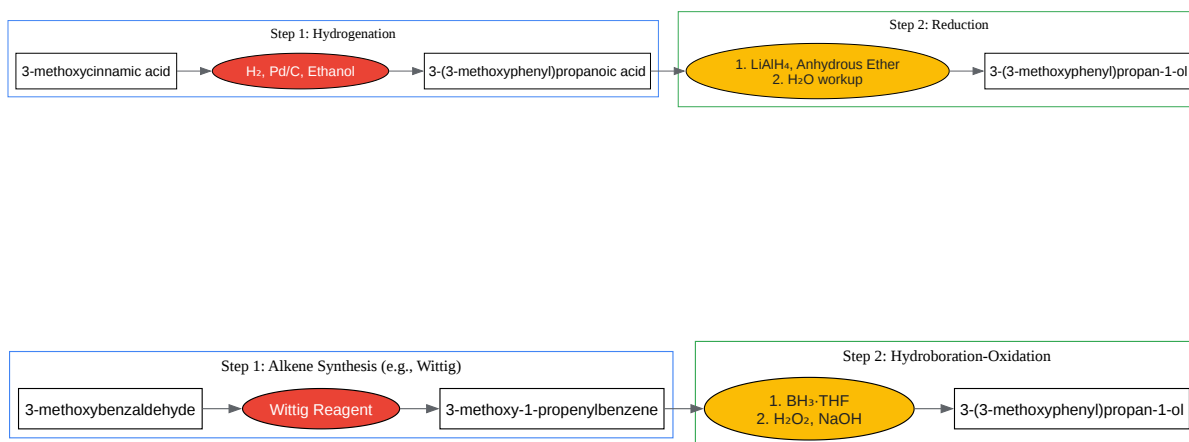 Step 1: Hydrogenation
3-methoxycinnamic acid
H₂, Pd/C, Ethanol
3-(3-methoxyphenyl)propanoic acid
Step 2: Reduction
1. LiAlH₄, Anhydrous Ether
2. H₂O workup
3-(3-methoxyphenyl)propan-1-ol
Step 1: Alkene Synthesis (e.g., Wittig)
3-methoxybenzaldehyde
Wittig Reagent
3-methoxy-1-propenylbenzene
Step 2: Hydroboration-Oxidation
1. BH₃·THF
2. H₂O₂, NaOH
3-(3-methoxyphenyl)propan-1-ol